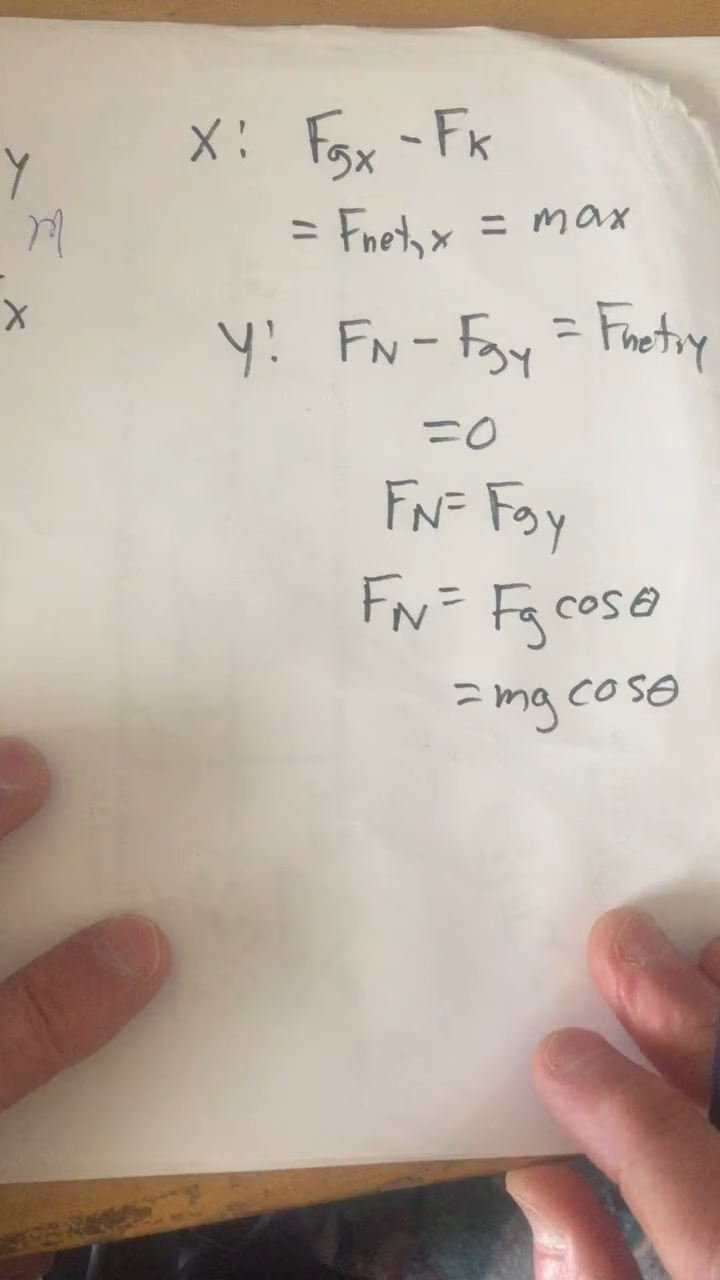 X: Fgx - FK
y
= Fnet,x = max
m
x
Y: FN - Fgy = Fnet,y
=0
FN= Fgy
FN= Fg cosθ
= mg cosθ